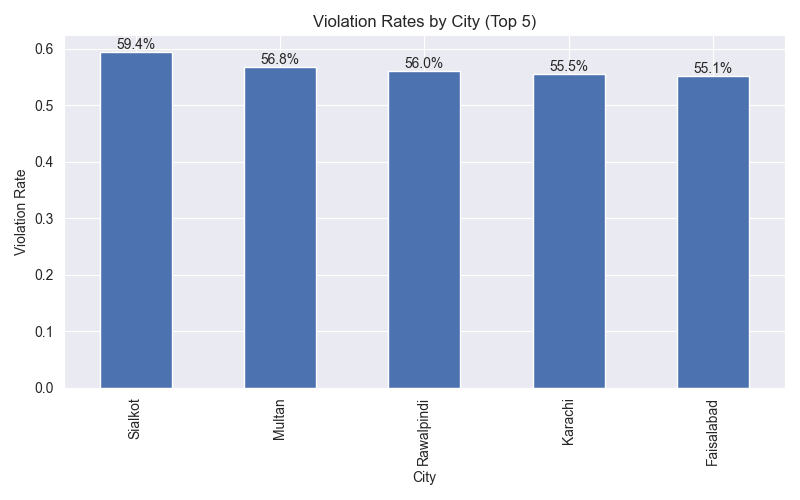 Violation Rates by City (Top 5)
59.4%
56.8%
56.0%
55.5%
55.1%
0.6
0.5
0.4
0.3
0.2
0.1
0.0
Violation Rate
Sialkot
Multan
Rawalpindi
Karachi
Faisalabad
City